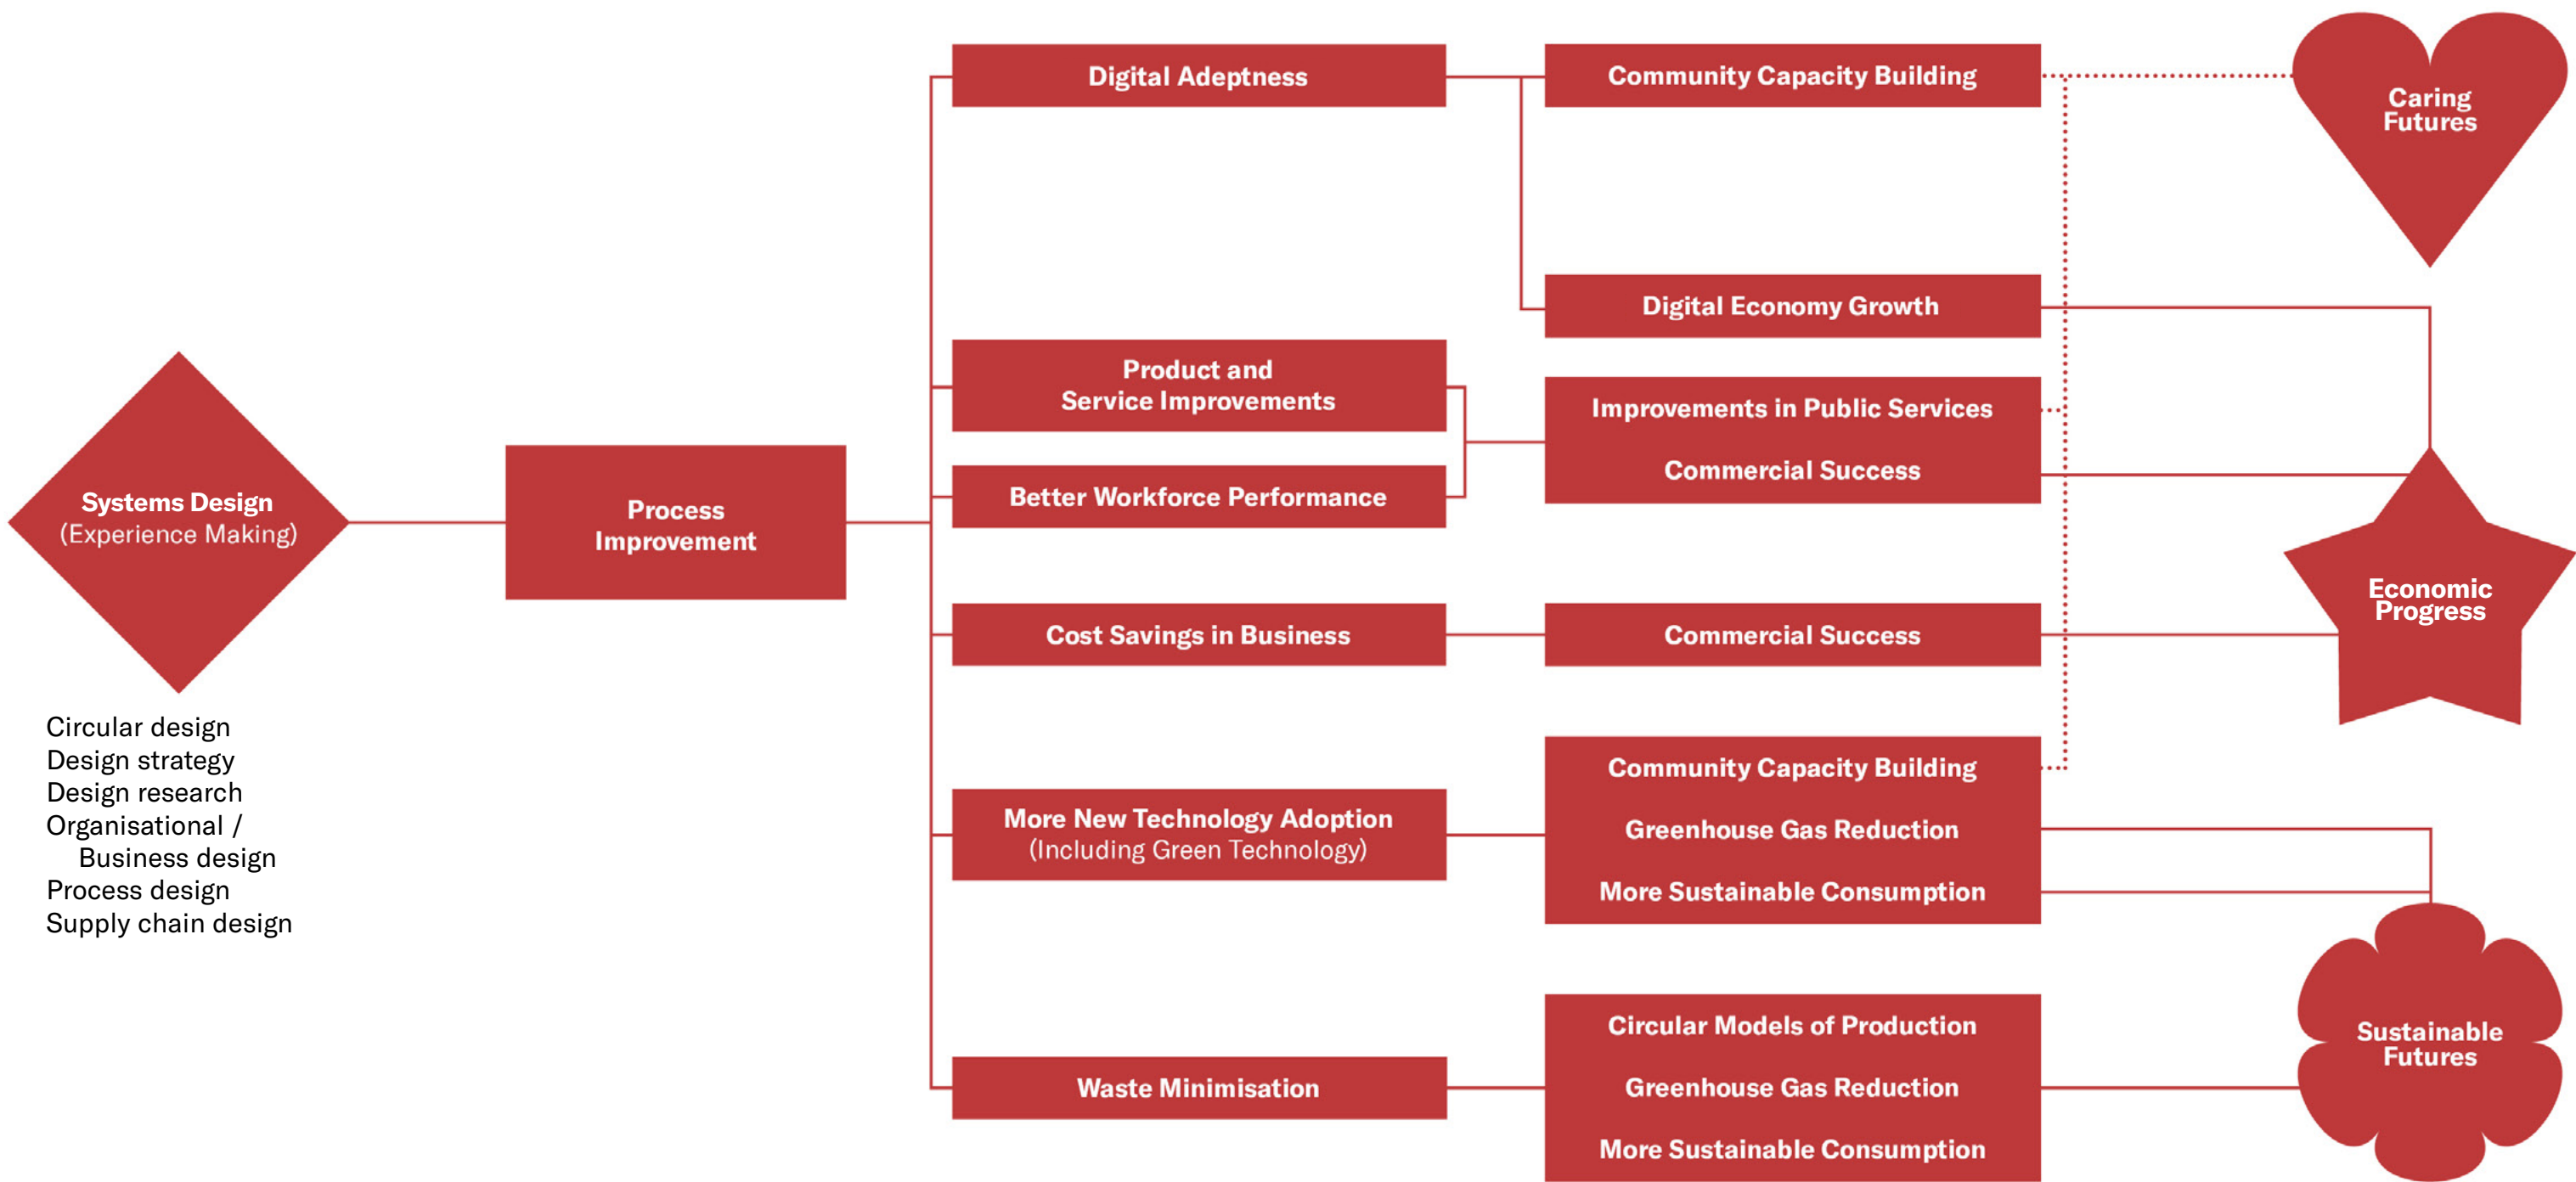 Systems Design
(Experience Making)
Circular design
Design strategy
Design research
Organisational /
Business design
Process design
Supply chain design
Process
Improvement
Digital Adeptness
Product and
Service Improvements
Better Workforce Performance
Cost Savings in Business
More New Technology Adoption
(Including Green Technology)
Waste Minimisation
Community Capacity Building
Digital Economy Growth
Improvements in Public Services
Commercial Success
Commercial Success
Community Capacity Building
Greenhouse Gas Reduction
More Sustainable Consumption
Circular Models of Production
Greenhouse Gas Reduction
More Sustainable Consumption
Caring
Futures
Economic
Progress
Sustainable
Futures